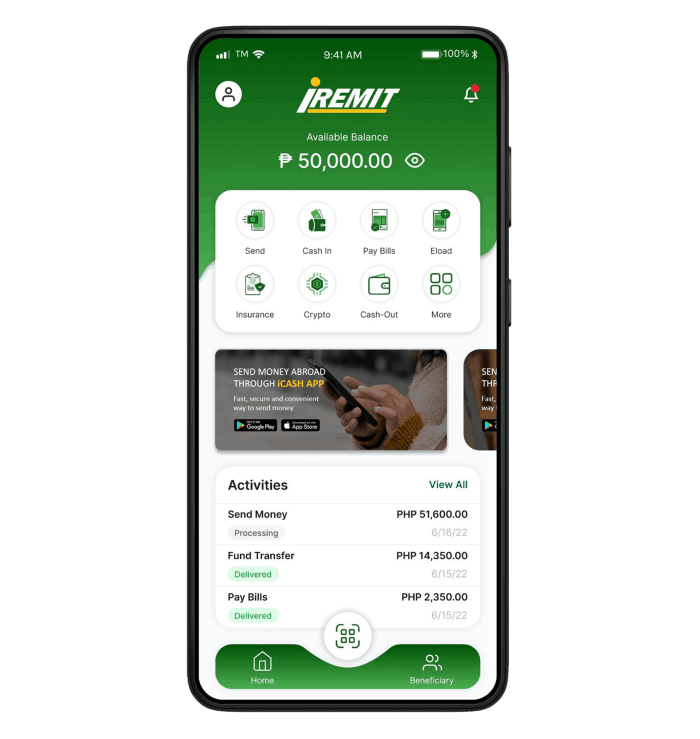 TM
9:41 AM
100%
iREMIT
Available Balance
₱ 50,000.00
Send
Cash In
Pay Bills
Eload
Insurance
Crypto
Cash-Out
More
SEND MONEY ABROAD
THROUGH iCASH APP
Fast, secure and convenient
way to send money
GET IT ON
Google Play
Download on the
App Store
SEN
THR
Fast,
way
Activities
View All
Send Money
PHP 51,600.00
Processing
6/16/22
Fund Transfer
PHP 14,350.00
Delivered
6/15/22
Pay Bills
PHP 2,350.00
Delivered
6/15/22
Home
Beneficiary